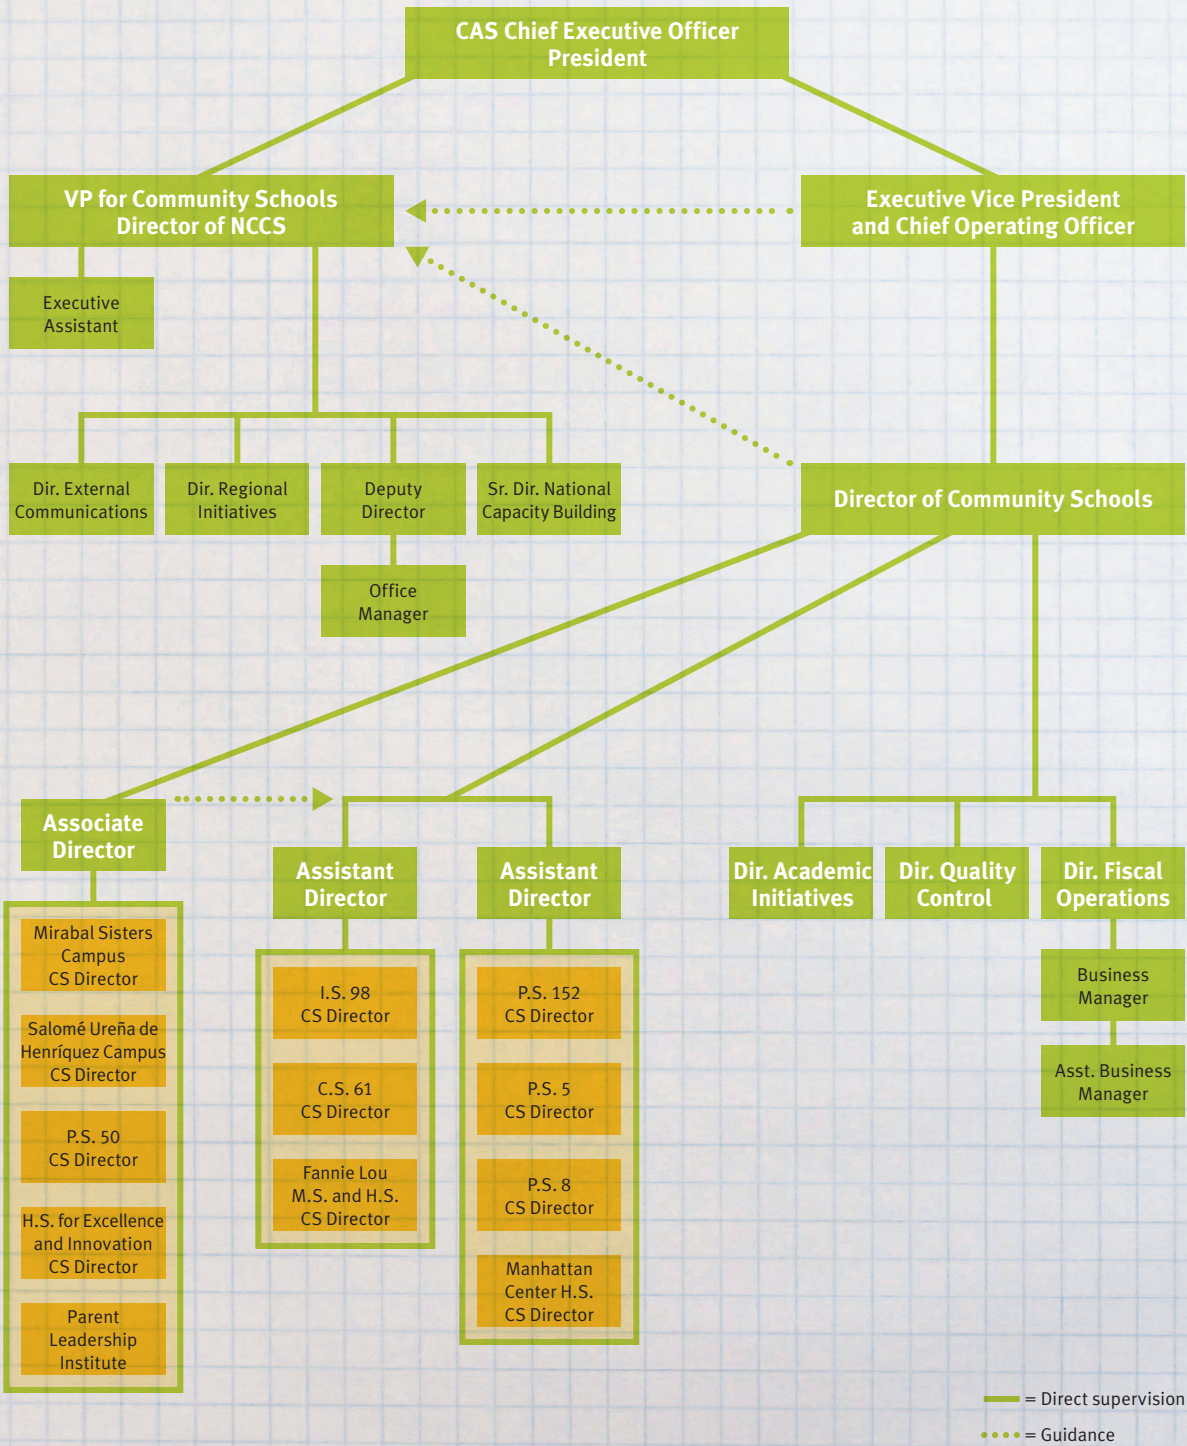 CAS Chief Executive Officer
President
VP for Community Schools
Director of NCCS
Executive Vice President
and Chief Operating Officer
Executive
Assistant
Dir. External
Communications
Dir. Regional
Initiatives
Deputy
Director
Sr. Dir. National
Capacity Building
Director of Community Schools
Office
Manager
Associate
Director
Assistant
Director
Assistant
Director
Dir. Academic
Initiatives
Dir. Quality
Control
Dir. Fiscal
Operations
Mirabal Sisters
Campus
CS Director
Salomé Ureña de
Henríquez Campus
CS Director
P.S. 50
CS Director
H.S. for Excellence
and Innovation
CS Director
Parent
Leadership
Institute
I.S. 98
CS Director
C.S. 61
CS Director
Fannie Lou
M.S. and H.S.
CS Director
P.S. 152
CS Director
P.S. 5
CS Director
P.S. 8
CS Director
Manhattan
Center H.S.
CS Director
Business
Manager
Asst. Business
Manager
= Direct supervision
= Guidance